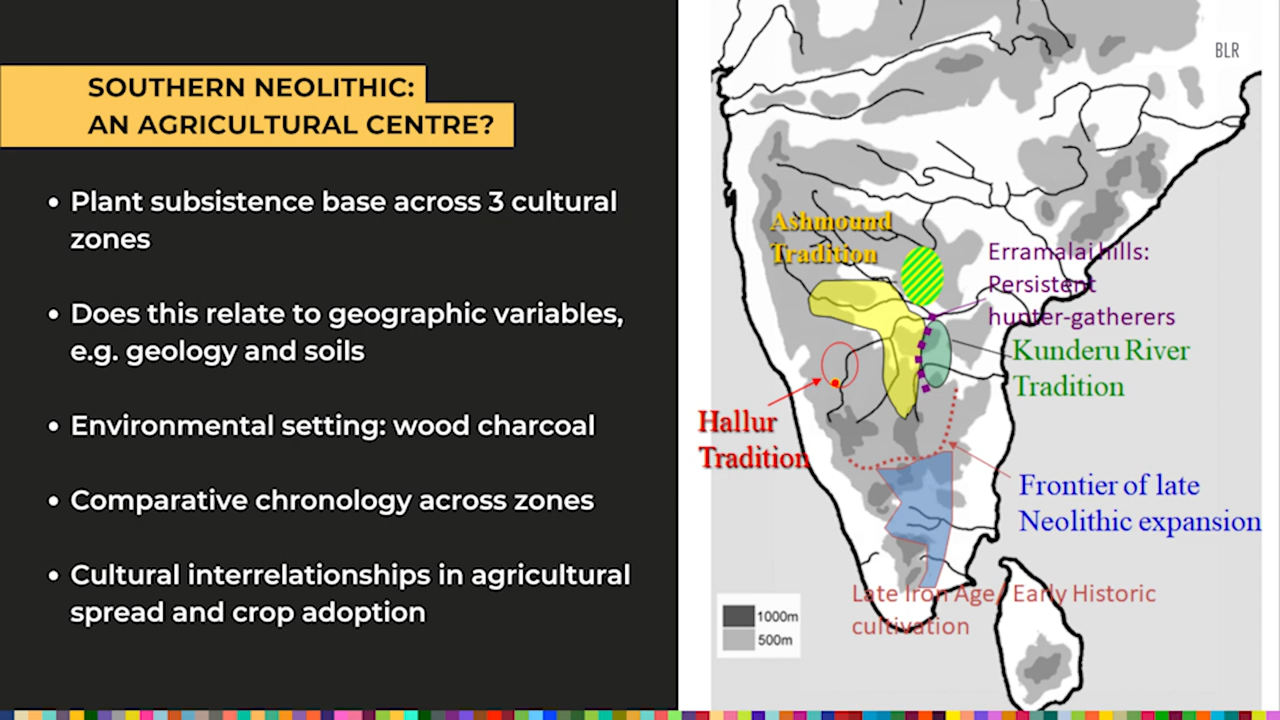 SOUTHERN NEOLITHIC:
AN AGRICULTURAL CENTRE?
• Plant subsistence base across 3 cultural
zones
• Does this relate to geographic variables,
e.g. geology and soils
• Environmental setting: wood charcoal
• Comparative chronology across zones
• Cultural interrelationships in agricultural
spread and crop adoption
BLR
Ashmound
Tradition
Erramalai hills:
Persistent
hunter-gatherers
Kunderu River
Tradition
Hallur
Tradition
Frontier of late
Neolithic expansion
Late Iron Age/ Early Historic
cultivation
1000m
500m